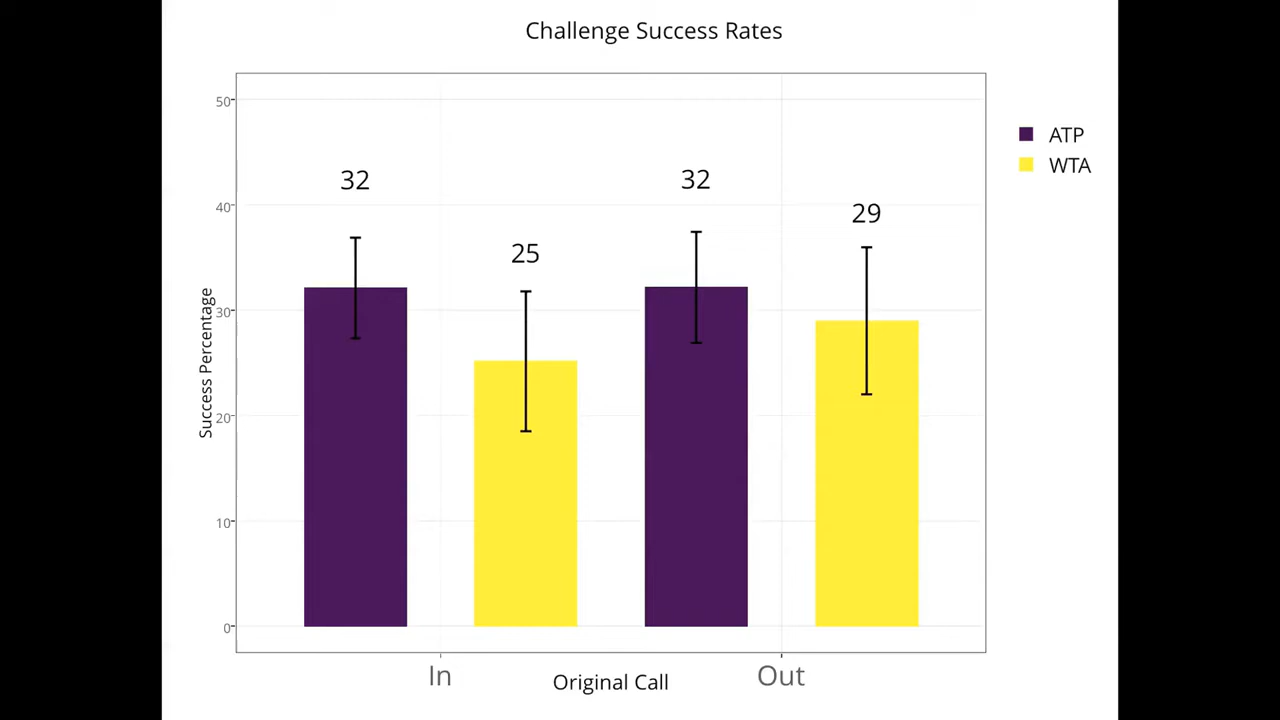 Challenge Success Rates
50
40
30
20
10
0
Success Percentage
32
25
32
29
In
Out
Original Call
ATP
WTA